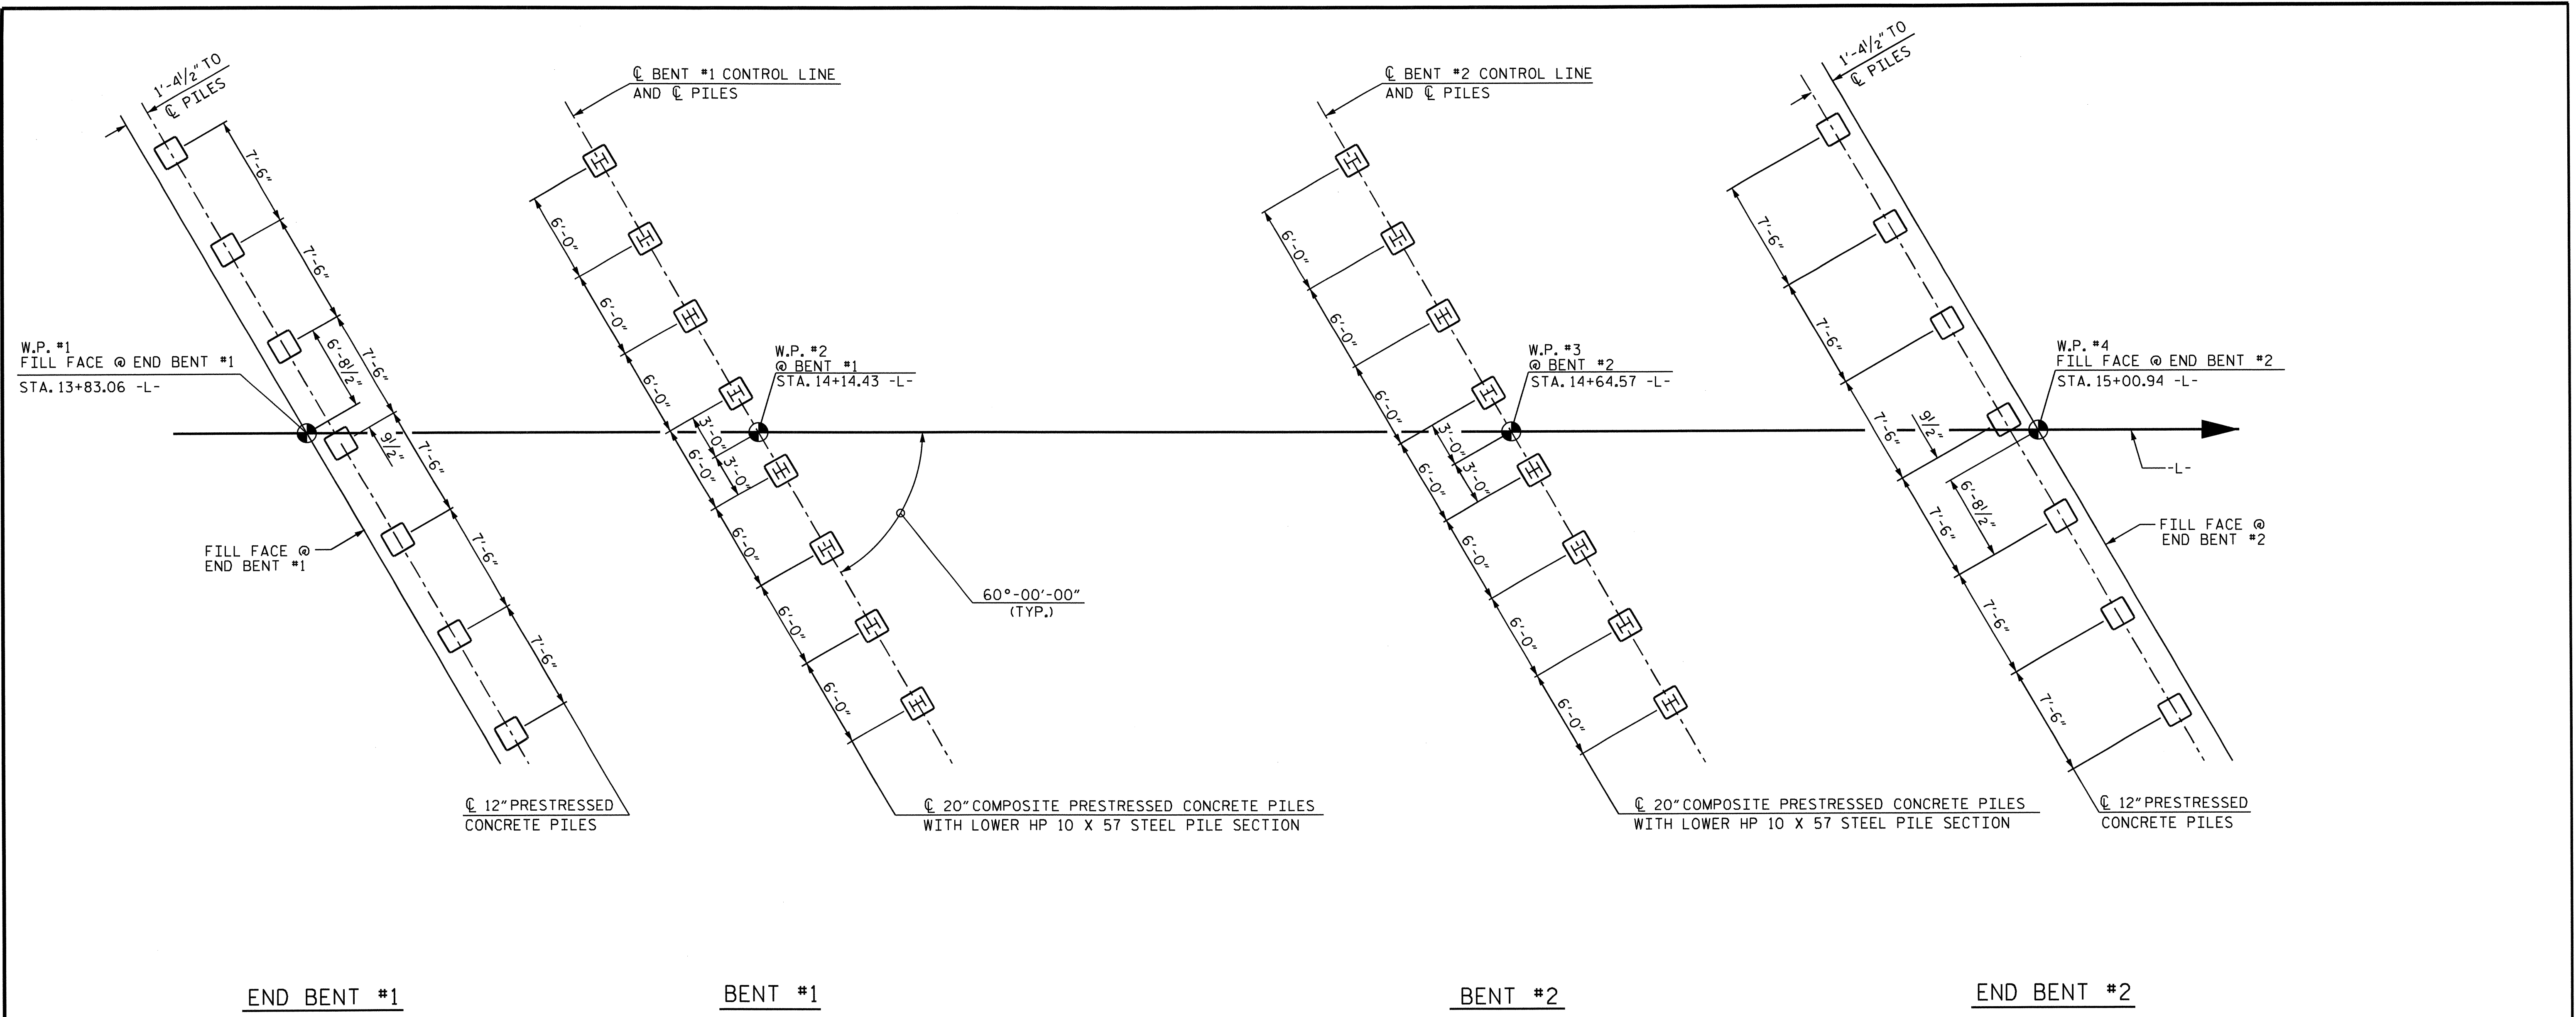 1'-4½" TO
℄ PILES
7'-6"
7'-6"
7'-6"
7'-6"
7'-6"
7'-6"
6'-8½"
9½"
W.P. #1
FILL FACE @ END BENT #1
STA. 13+83.06 -L-
FILL FACE @
END BENT #1
℄ 12" PRESTRESSED
CONCRETE PILES
℄ BENT #1 CONTROL LINE
AND ℄ PILES
6'-0"
6'-0"
6'-0"
6'-0"
6'-0"
6'-0"
6'-0"
3'-0"
3'-0"
W.P. #2
@ BENT #1
STA. 14+14.43 -L-
60°-00'-00"
(TYP.)
℄ 20" COMPOSITE PRESTRESSED CONCRETE PILES
WITH LOWER HP 10 X 57 STEEL PILE SECTION
℄ BENT #2 CONTROL LINE
AND ℄ PILES
6'-0"
6'-0"
6'-0"
6'-0"
6'-0"
6'-0"
6'-0"
3'-0"
3'-0"
W.P. #3
@ BENT #2
STA. 14+64.57 -L-
℄ 20" COMPOSITE PRESTRESSED CONCRETE PILES
WITH LOWER HP 10 X 57 STEEL PILE SECTION
1'-4½" TO
℄ PILES
7'-6"
7'-6"
7'-6"
7'-6"
7'-6"
7'-6"
9½"
6'-8½"
W.P. #4
FILL FACE @ END BENT #2
STA. 15+00.94 -L-
-L-
FILL FACE @
END BENT #2
℄ 12" PRESTRESSED
CONCRETE PILES
END BENT #1
BENT #1
BENT #2
END BENT #2